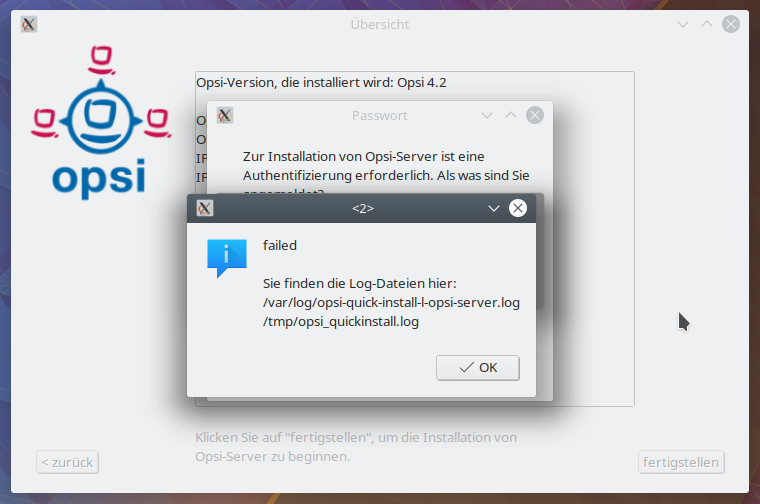 Übersicht
opsi
Opsi-Version, die installiert wird: Opsi 4.2
O
O
IP
IP
Passwort
Zur Installation von Opsi-Server ist eine
Authentifizierung erforderlich. Als was sind Sie
angemeldet?
<2>
failed
Sie finden die Log-Dateien hier:
/var/log/opsi-quick-install-l-opsi-server.log
/tmp/opsi_quickinstall.log
OK
Klicken Sie auf "fertigstellen", um die Installation von
Opsi-Server zu beginnen.
< zurück
fertigstellen